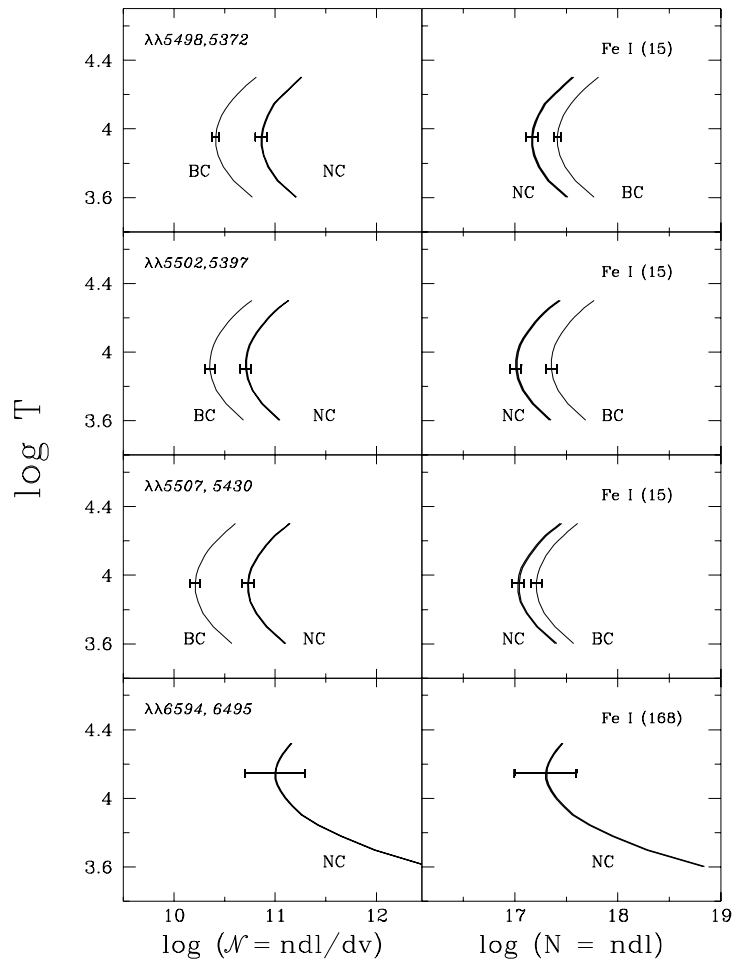 λλ5498,5372
Fe I (15)
4.4
4
3.6
BC
NC
NC
BC
λλ5502,5397
Fe I (15)
4.4
4
3.6
BC
NC
NC
BC
log T
λλ5507, 5430
Fe I (15)
4.4
4
3.6
BC
NC
NC
BC
λλ6594, 6495
Fe I (168)
4.4
4
3.6
NC
NC
10 11 12 17 18 19
log (𝒩 = ndl/dv)
log (N = ndl)